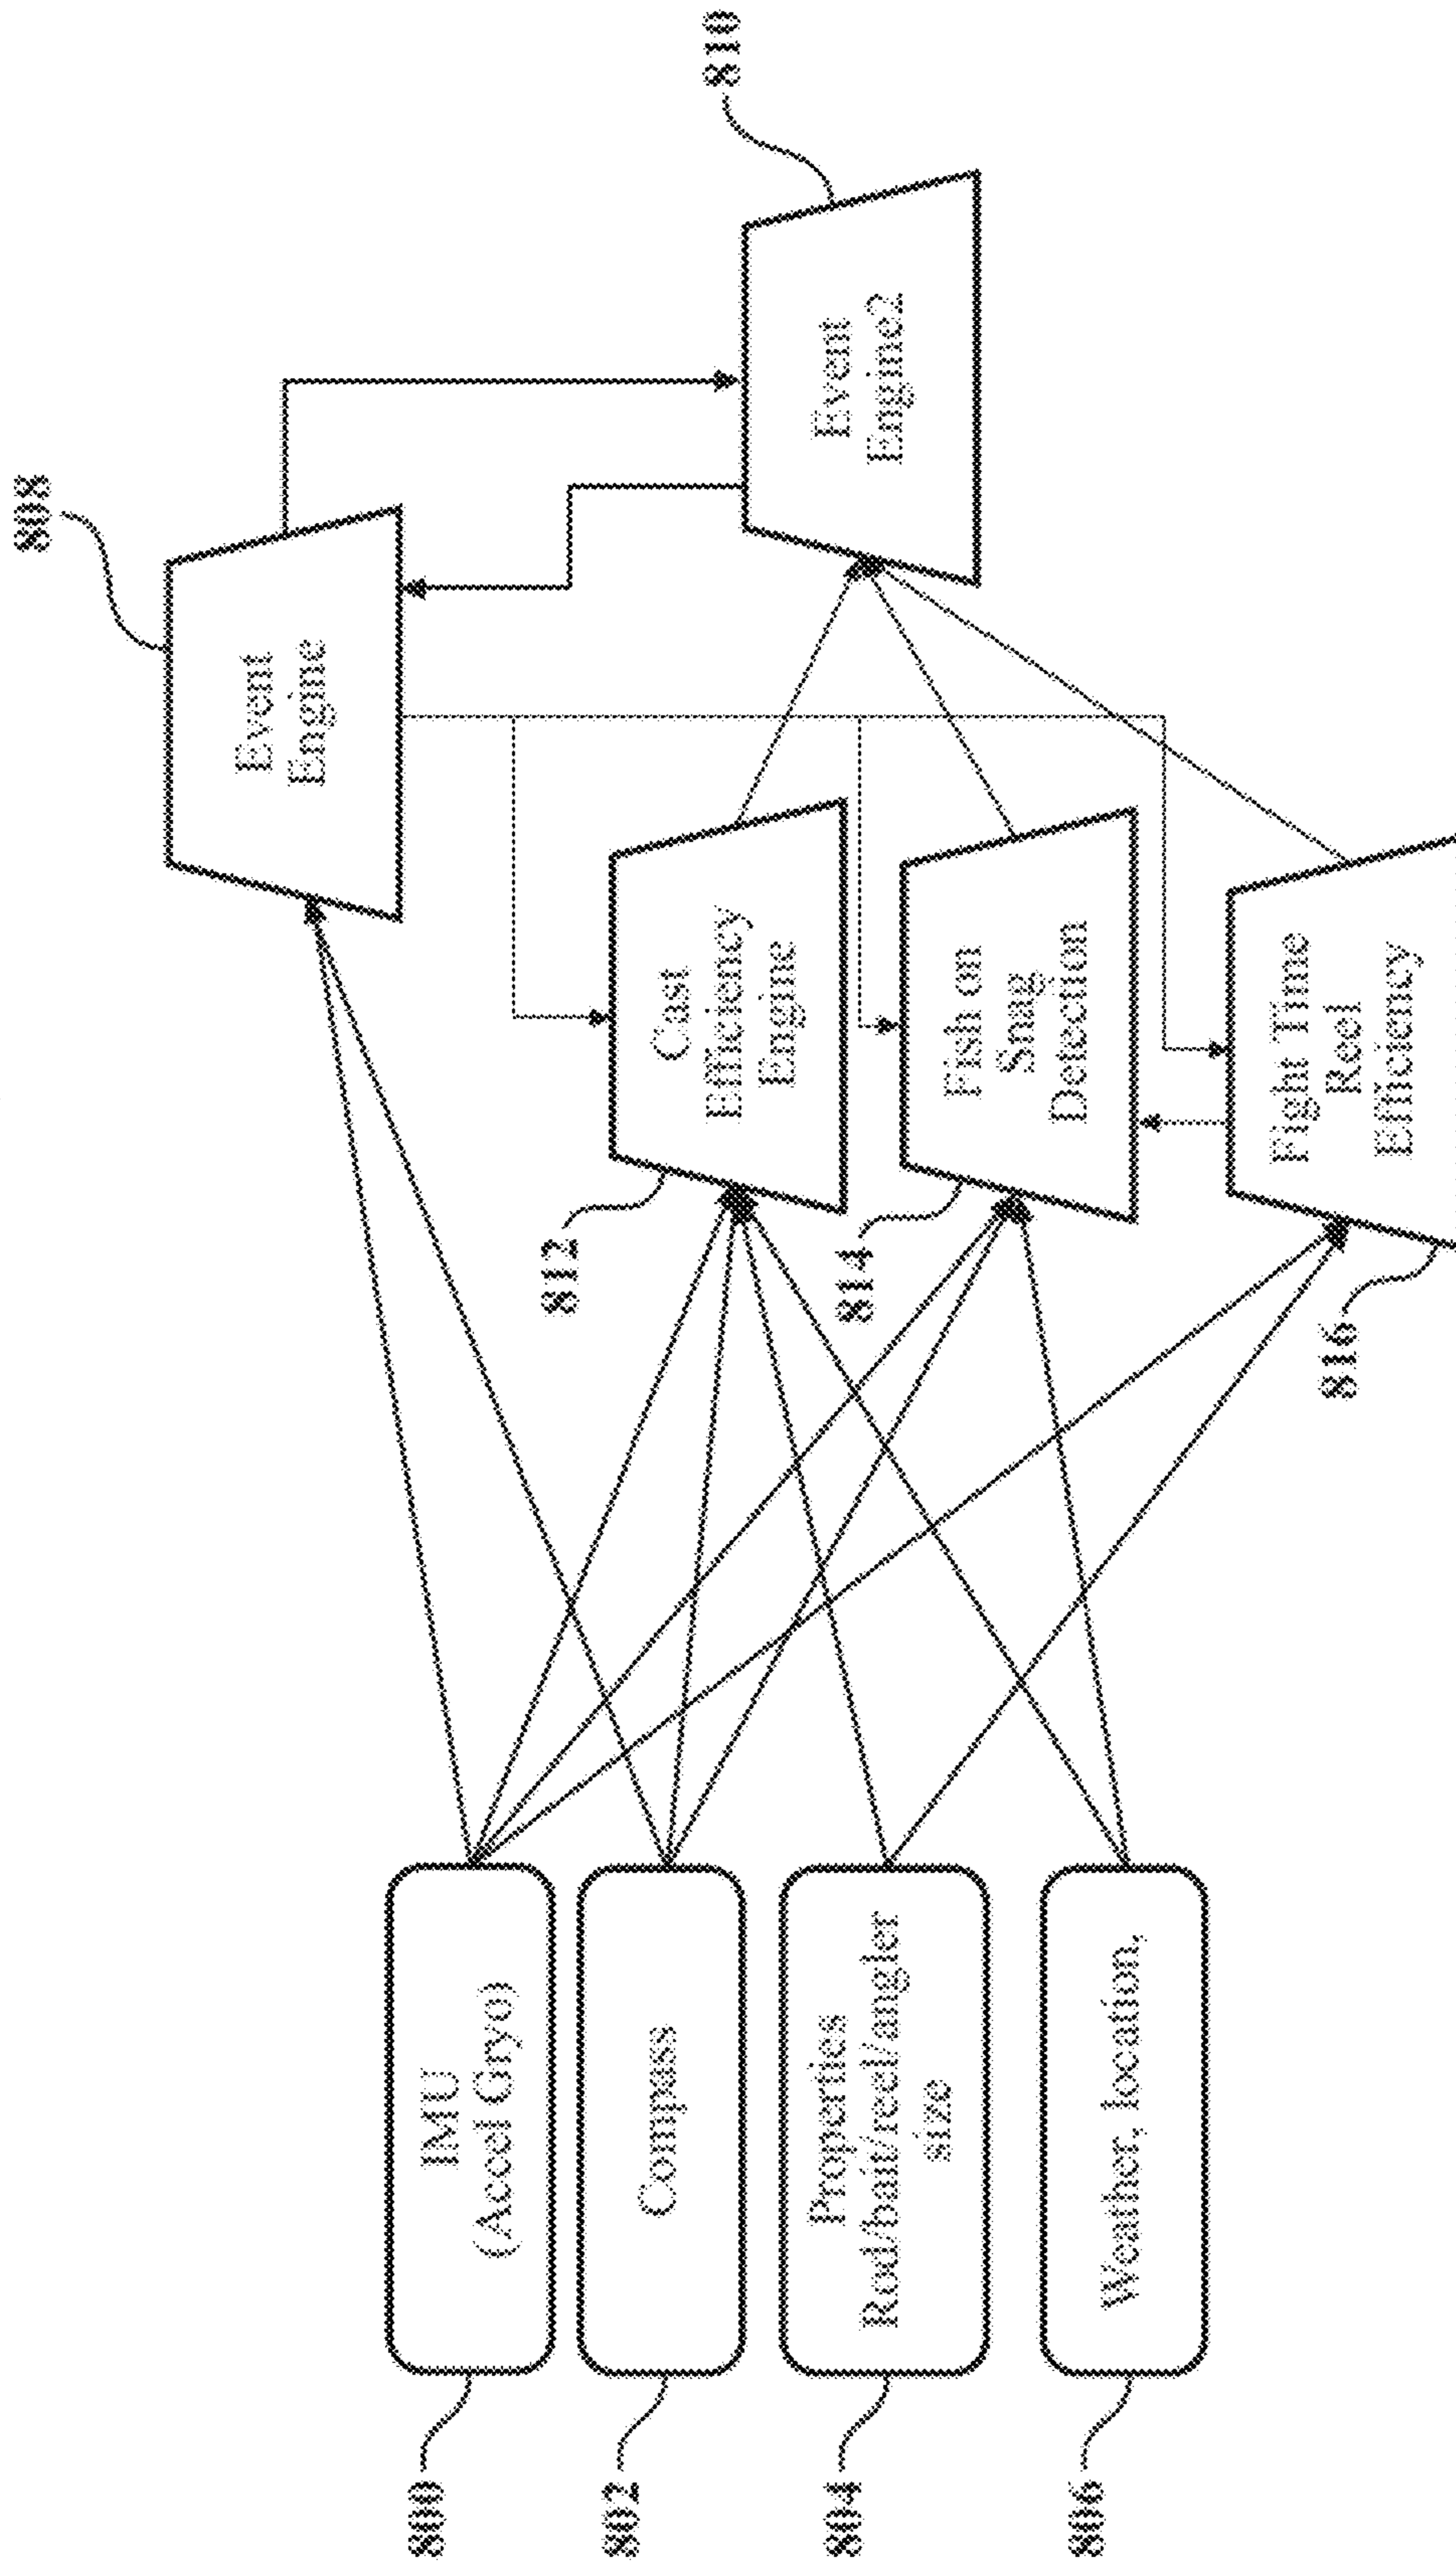 800
IMU
(Accel Gryo)
802
Compass
804
Properties
Rod/bait/reel/angler
size
806
Weather, location,
808
Event
Engine
810
Event
Engine2
812
Cast
Efficiency
Engine
814
Fish on
Snag
Detection
816
Fight Time
Reel
Efficiency